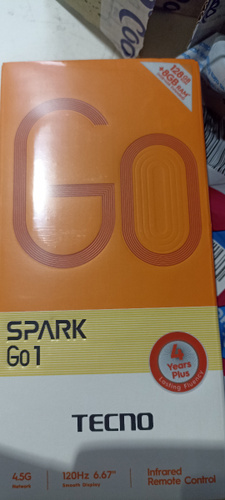 128GB
+8GB RAM*
Go
SPARK
Go 1
4
Years
Plus
Lasting Fluency
TECNO
4.5G
Network
120Hz 6.67"
Smooth Display
Infrared
Remote Control